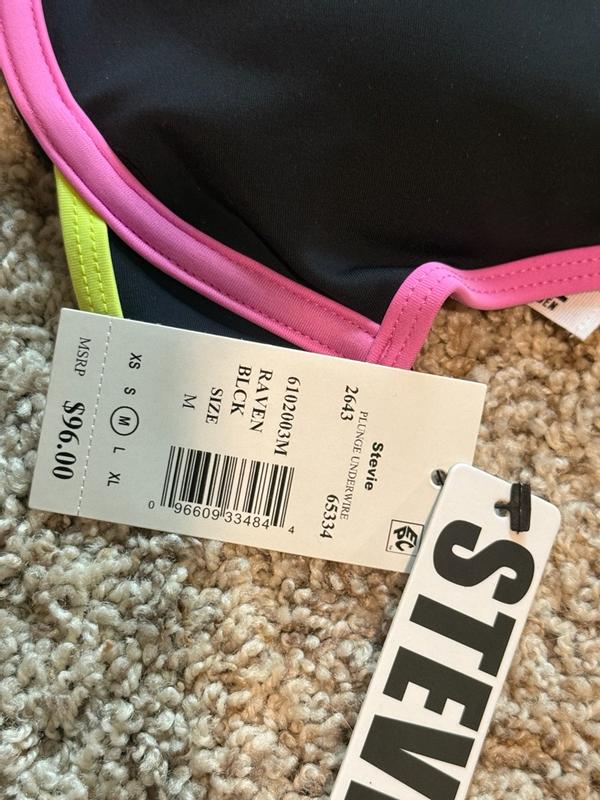 Stevie
PLUNGE UNDERWIRE
2643 65334
6102003M
RAVEN
BLCK
SIZE
M
0 96609 33484 4
XS S M L XL
MSRP $96.00
STEV